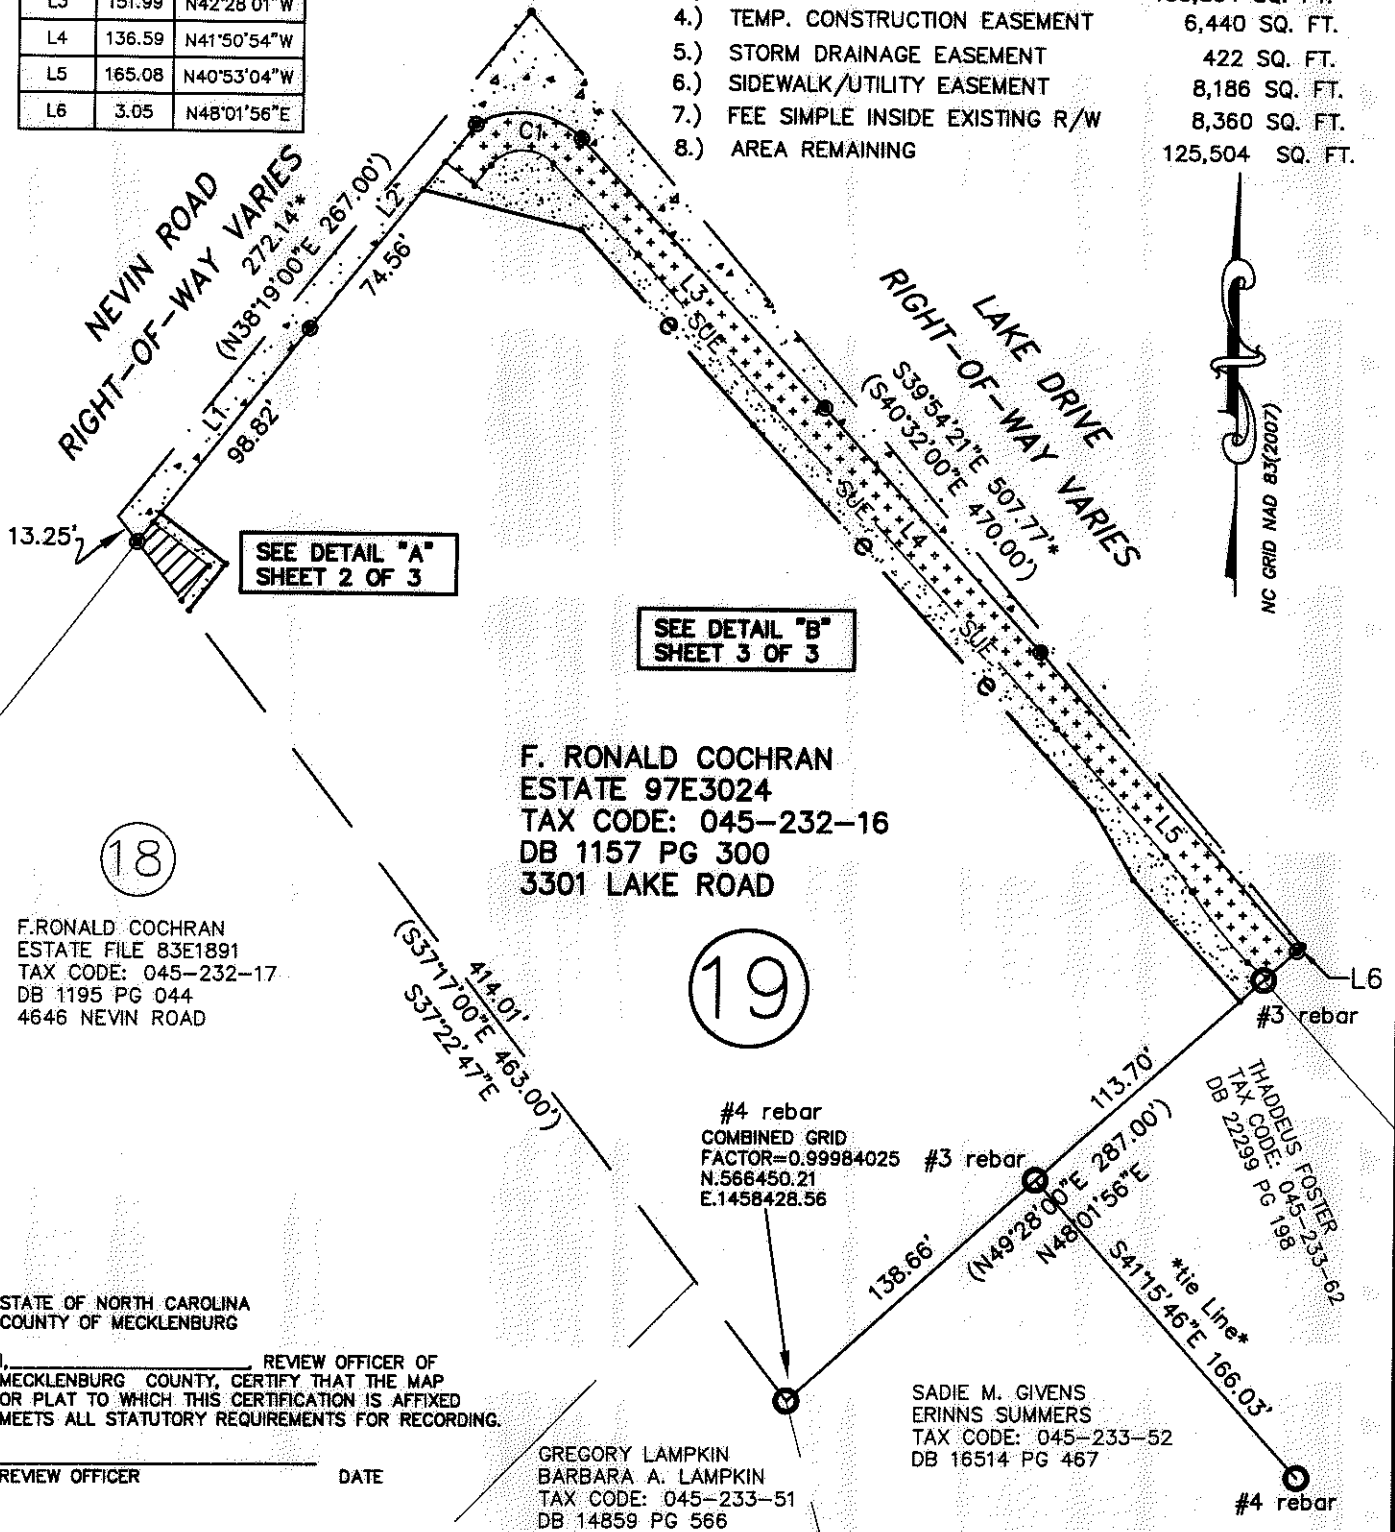 L3 151.99 N42°28'01"W
L4 136.59 N41°50'54"W
L5 165.08 N40°53'04"W
L6 3.05 N48°01'56"E
4.) TEMP. CONSTRUCTION EASEMENT 6,440 SQ. FT.
5.) STORM DRAINAGE EASEMENT 422 SQ. FT.
6.) SIDEWALK/UTILITY EASEMENT 8,186 SQ. FT.
7.) FEE SIMPLE INSIDE EXISTING R/W 8,360 SQ. FT.
8.) AREA REMAINING 125,504 SQ. FT.
NEVIN ROAD
RIGHT-OF-WAY VARIES
272.14'*
(N38°19'00"E 267.00')
L2
74.56'
L1
98.82'
C1
L3
SUE
SUE
L4
SUE
L5
L6
LAKE DRIVE
RIGHT-OF-WAY VARIES
S39°54'21"E 507.77'*
(S40°32'00"E 470.00')
NC GRID NAD 83(2007)
13.25'
SEE DETAIL "A"
SHEET 2 OF 3
SEE DETAIL "B"
SHEET 3 OF 3
F. RONALD COCHRAN
ESTATE 97E3024
TAX CODE: 045-232-16
DB 1157 PG 300
3301 LAKE ROAD
19
18
F.RONALD COCHRAN
ESTATE FILE 83E1891
TAX CODE: 045-232-17
DB 1195 PG 044
4646 NEVIN ROAD
414.01'
(S37°17'00"E 463.00')
S37°22'47"E
#3 rebar
THADDEUS FOSTER
TAX CODE: 045-233-62
DB 22299 PG 198
#4 rebar
COMBINED GRID
FACTOR=0.99984025
N.566450.21
E.1458428.56
#3 rebar
113.70'
138.66'
(N49°28'00"E 287.00')
N48°01'56"E
*tie Line*
S41°15'46"E 166.03'
STATE OF NORTH CAROLINA
COUNTY OF MECKLENBURG
I, REVIEW OFFICER OF
MECKLENBURG COUNTY, CERTIFY THAT THE MAP
OR PLAT TO WHICH THIS CERTIFICATION IS AFFIXED
MEETS ALL STATUTORY REQUIREMENTS FOR RECORDING.
REVIEW OFFICER DATE
GREGORY LAMPKIN
BARBARA A. LAMPKIN
TAX CODE: 045-233-51
DB 14859 PG 566
SADIE M. GIVENS
ERINNS SUMMERS
TAX CODE: 045-233-52
DB 16514 PG 467
#4 rebar